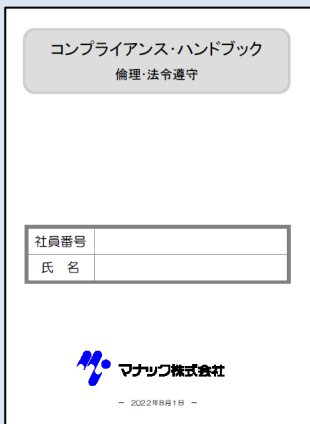 コンプライアンス・ハンドブック
倫理・法令遵守
社員番号
氏 名
マナック株式会社
− 2022年8月1日 −